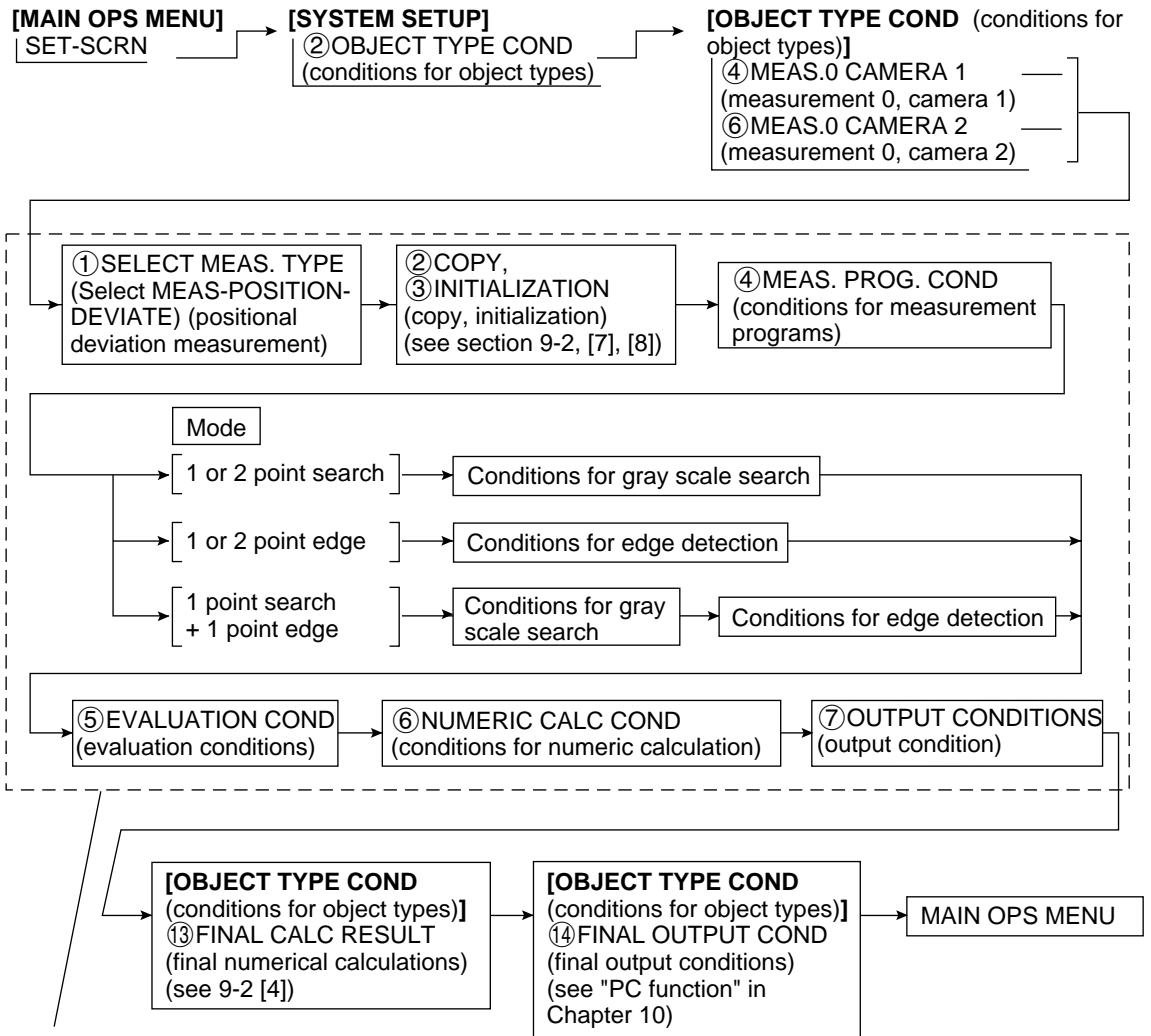 [MAIN OPS MENU]
SET-SCRN
[SYSTEM SETUP]
②OBJECT TYPE COND
(conditions for object types)
[OBJECT TYPE COND (conditions for
object types)]
④MEAS.0 CAMERA 1
(measurement 0, camera 1)
⑥MEAS.0 CAMERA 2
(measurement 0, camera 2)
①SELECT MEAS. TYPE
(Select MEAS-POSITION-
DEVIATE) (positional
deviation measurement)
②COPY,
③INITIALIZATION
(copy, initialization)
(see section 9-2, [7], [8])
④MEAS. PROG. COND
(conditions for measurement
programs)
Mode
1 or 2 point search
Conditions for gray scale search
1 or 2 point edge
Conditions for edge detection
1 point search
+ 1 point edge
Conditions for gray
scale search
Conditions for edge detection
⑤EVALUATION COND
(evaluation conditions)
⑥NUMERIC CALC COND
(conditions for numeric calculation)
⑦OUTPUT CONDITIONS
(output condition)
[OBJECT TYPE COND
(conditions for object types)]
⑬FINAL CALC RESULT
(final numerical calculations)
(see 9-2 [4])
[OBJECT TYPE COND
(conditions for object types)]
⑭FINAL OUTPUT COND
(final output conditions)
(see "PC function" in
Chapter 10)
MAIN OPS MENU